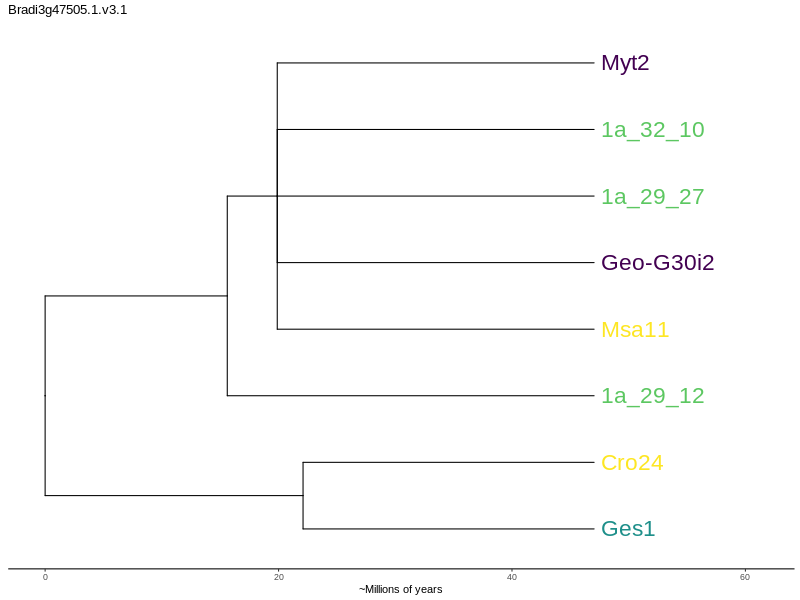 Bradi3g47505.1.v3.1
Myt2
1a_32_10
1a_29_27
Geo-G30i2
Msa11
1a_29_12
Cro24
Ges1
0 20 40 60
~Millions of years